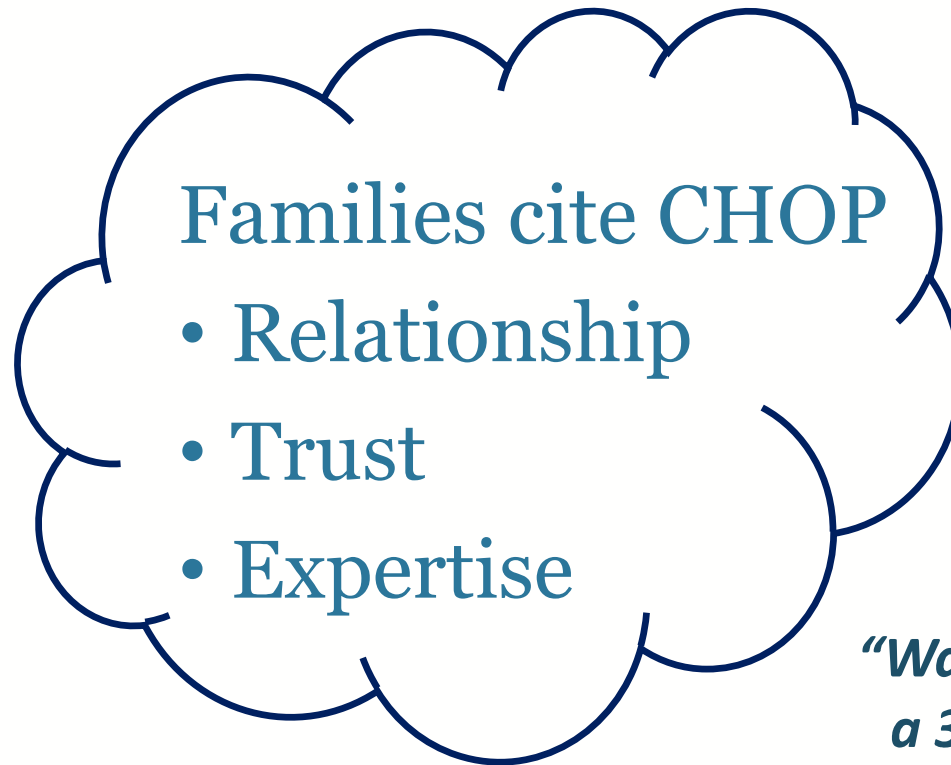 Families cite CHOP
• Relationship
• Trust
• Expertise
a